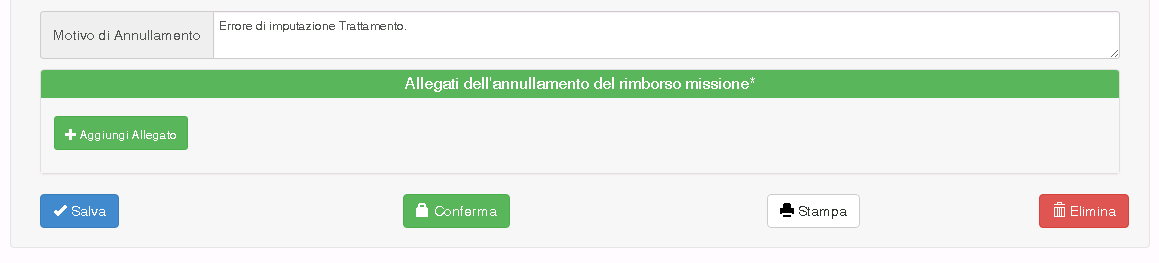 Motivo di Annullamento
Errore di imputazione Trattamento.
Allegati dell'annullamento del rimborso missione*
Aggiungi Allegato
Salva
Conferma
Stampa
Elimina